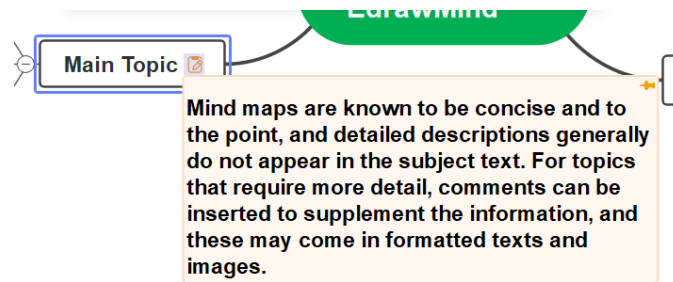 EdrawMind
Main Topic
Mind maps are known to be concise and to
the point, and detailed descriptions generally
do not appear in the subject text. For topics
that require more detail, comments can be
inserted to supplement the information, and
these may come in formatted texts and
images.